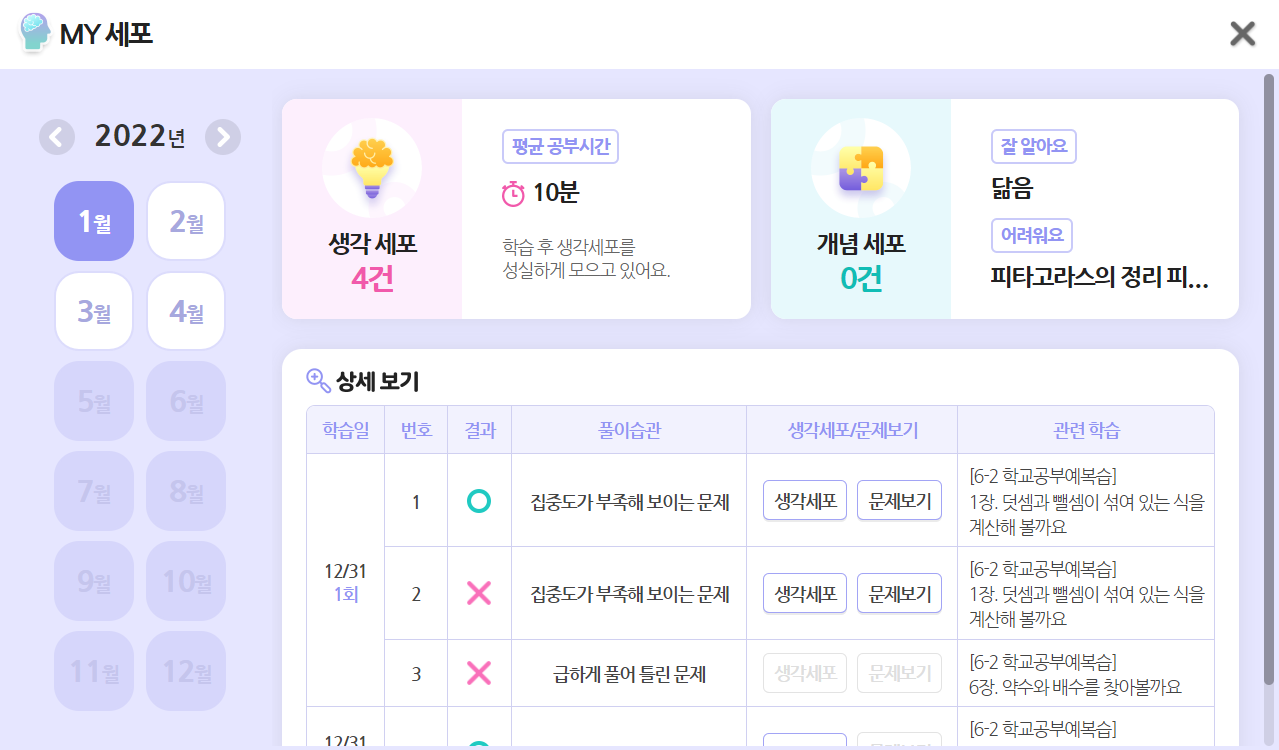 MY 세포
2022년
1월
2월
3월
4월
5월
6월
7월
8월
9월
10월
11월
12월
생각 세포
4건
평균 공부시간
10분
학습 후 생각세포를
성실하게 모으고 있어요.
개념 세포
0건
잘 알아요
닮음
어려워요
피타고라스의 정리 피...
상세 보기
학습일 번호 결과 풀이습관 생각세포/문제보기 관련 학습
12/31
1회
1 집중도가 부족해 보이는 문제 생각세포 문제보기
[6-2 학교공부예복습]
1장. 덧셈과 뺄셈이 섞여 있는 식을
계산해 볼까요
2 집중도가 부족해 보이는 문제 생각세포 문제보기
[6-2 학교공부예복습]
1장. 덧셈과 뺄셈이 섞여 있는 식을
계산해 볼까요
3 급하게 풀어 틀린 문제 생각세포 문제보기
[6-2 학교공부예복습]
6장. 약수와 배수를 찾아볼까요
12/31
[6-2 학교공부예복습]